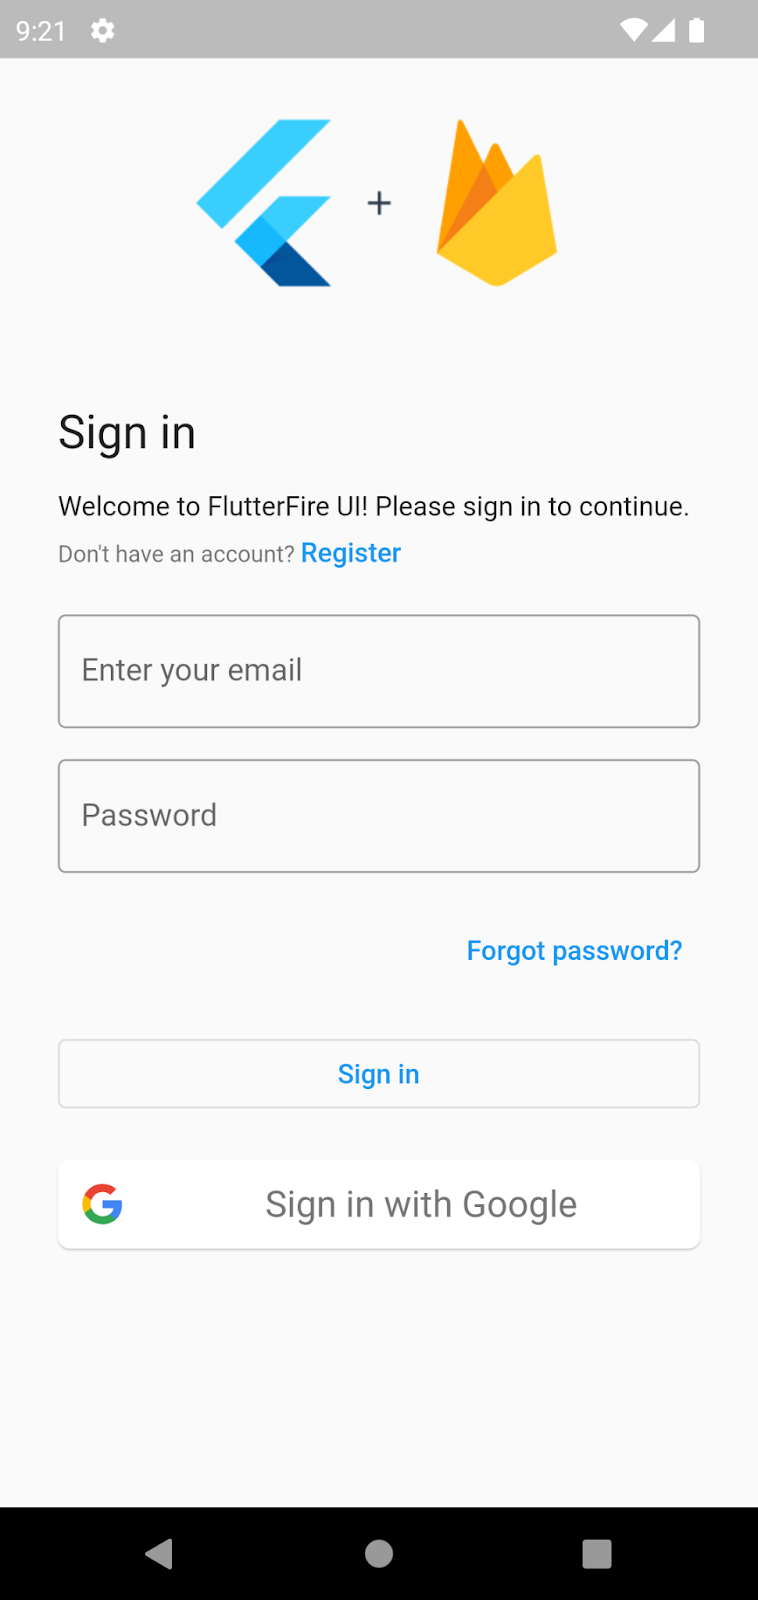 9:21
+
Sign in
Welcome to FlutterFire UI! Please sign in to continue.
Don't have an account? Register
Enter your email
Password
Forgot password?
Sign in
Sign in with Google